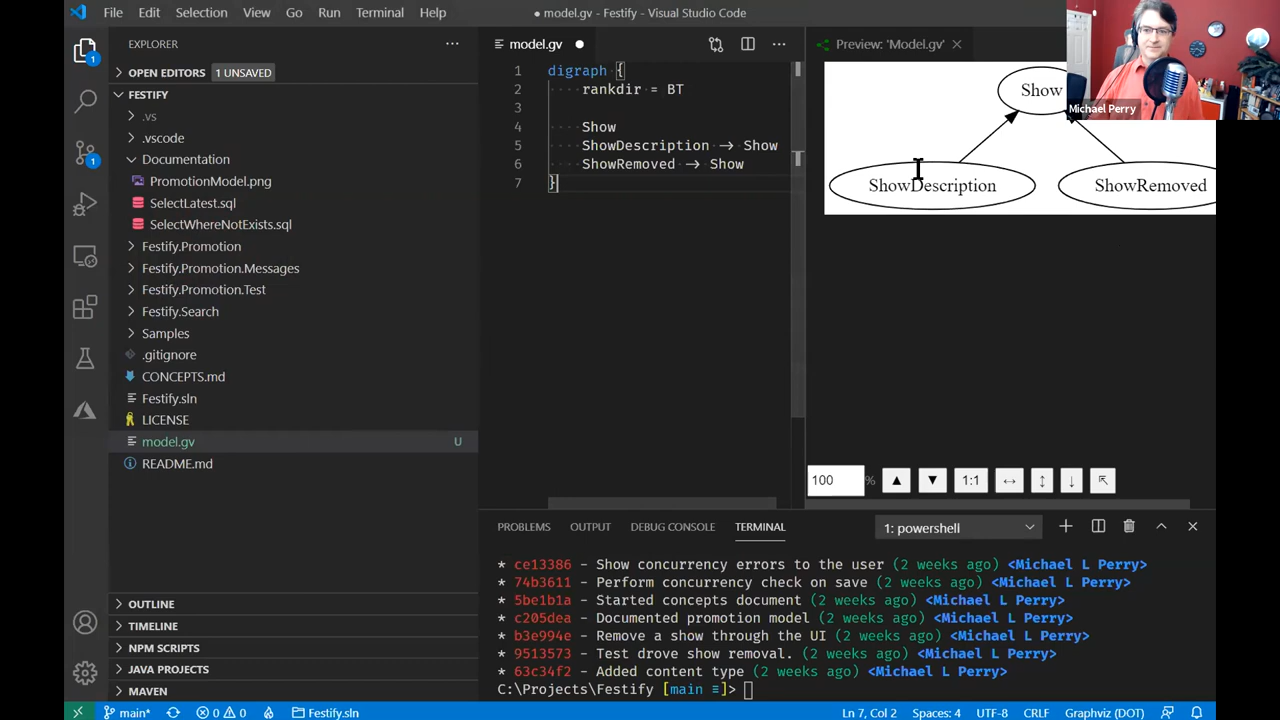 File Edit Selection View Go Run Terminal Help
● model.gv - Festify - Visual Studio Code
EXPLORER
OPEN EDITORS 1 UNSAVED
FESTIFY
.vs
.vscode
Documentation
PromotionModel.png
SelectLatest.sql
SelectWhereNotExists.sql
Festify.Promotion
Festify.Promotion.Messages
Festify.Promotion.Test
Festify.Search
Samples
.gitignore
CONCEPTS.md
Festify.sln
LICENSE
model.gv U
README.md
OUTLINE
TIMELINE
NPM SCRIPTS
JAVA PROJECTS
MAVEN
1
1
model.gv
1 digraph {
2 rankdir = BT
3
4 Show
5 ShowDescription -> Show
6 ShowRemoved -> Show
7 }
Preview: 'Model.gv'
Show
ShowDescription
ShowRemoved
Michael Perry
100 %
1:1
PROBLEMS OUTPUT DEBUG CONSOLE TERMINAL
1: powershell
* ce13386 - Show concurrency errors to the user (2 weeks ago) <Michael L Perry>
* 74b3611 - Perform concurrency check on save (2 weeks ago) <Michael L Perry>
* 5be1b1a - Started concepts document (2 weeks ago) <Michael L Perry>
* c205dea - Documented promotion model (2 weeks ago) <Michael L Perry>
* b3e994e - Remove a show through the UI (2 weeks ago) <Michael L Perry>
* 9513573 - Test drove show removal. (2 weeks ago) <Michael L Perry>
* 63c34f2 - Added content type (2 weeks ago) <Michael L Perry>
C:\Projects\Festify [main ≡]>
main* 0 0 Festify.sln
Ln 7, Col 2 Spaces: 4 UTF-8 CRLF Graphviz (DOT)